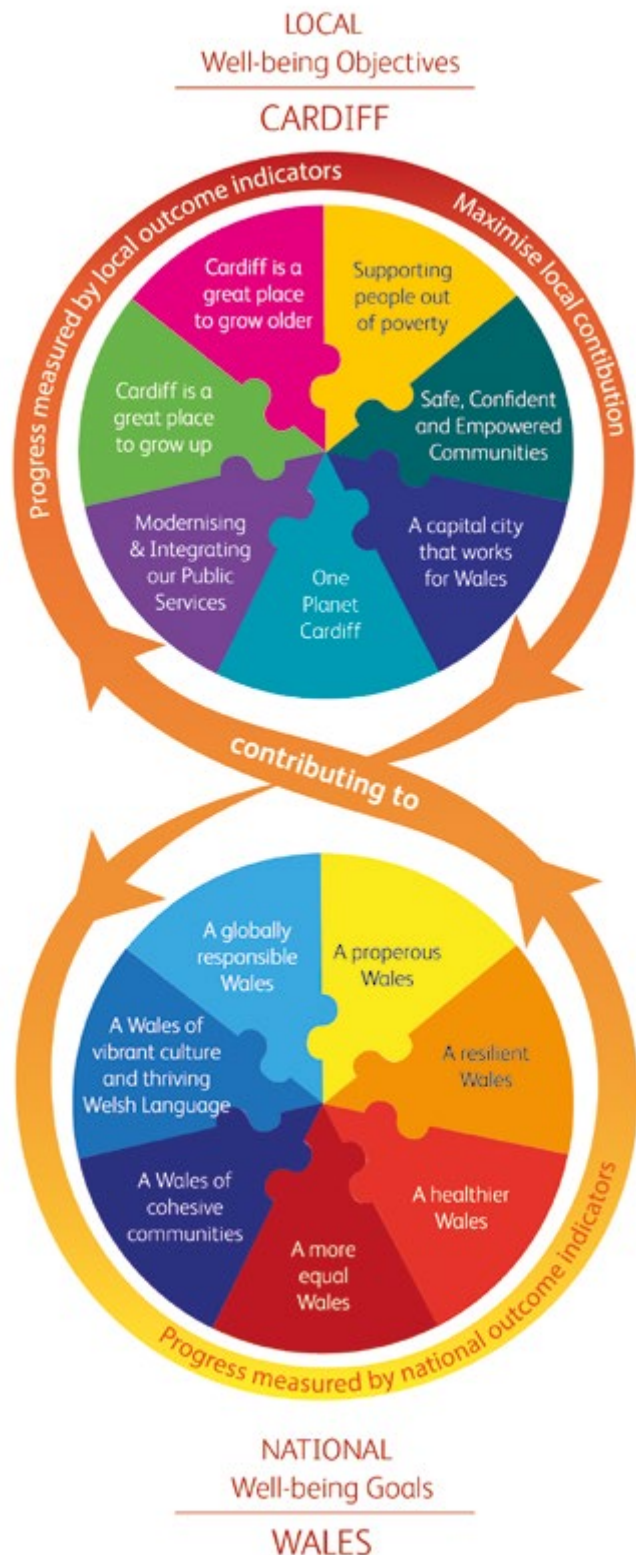 LOCAL
Well-being Objectives
CARDIFF
Progress measured by local outcome indicators
Maximise local contibution
Cardiff is a
great place
to grow older
Supporting
people out
of poverty
Cardiff is a
great place
to grow up
Safe, Confident
and Empowered
Communities
Modernising
& Integrating
our Public
Services
A capital city
that works
for Wales
One
Planet
Cardiff
contributing to
A globally
responsible
Wales
A properous
Wales
A Wales of
vibrant culture
and thriving
Welsh Language
A resilient
Wales
A Wales of
cohesive
communities
A healthier
Wales
A more
equal
Wales
Progress measured by national outcome indicators
NATIONAL
Well-being Goals
WALES